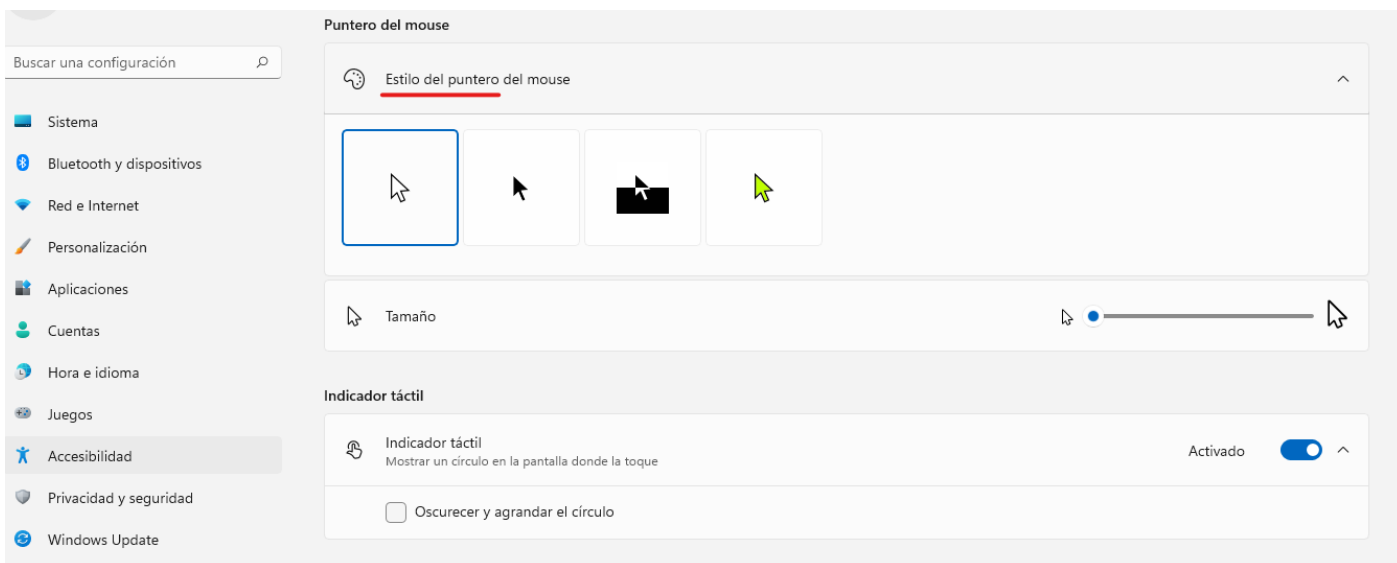 Buscar una configuración
Sistema
Bluetooth y dispositivos
Red e Internet
Personalización
Aplicaciones
Cuentas
Hora e idioma
Juegos
Accesibilidad
Privacidad y seguridad
Windows Update
Puntero del mouse
Estilo del puntero del mouse
Tamaño
Indicador táctil
Indicador táctil
Mostrar un círculo en la pantalla donde la toque
Activado
Oscurecer y agrandar el círculo